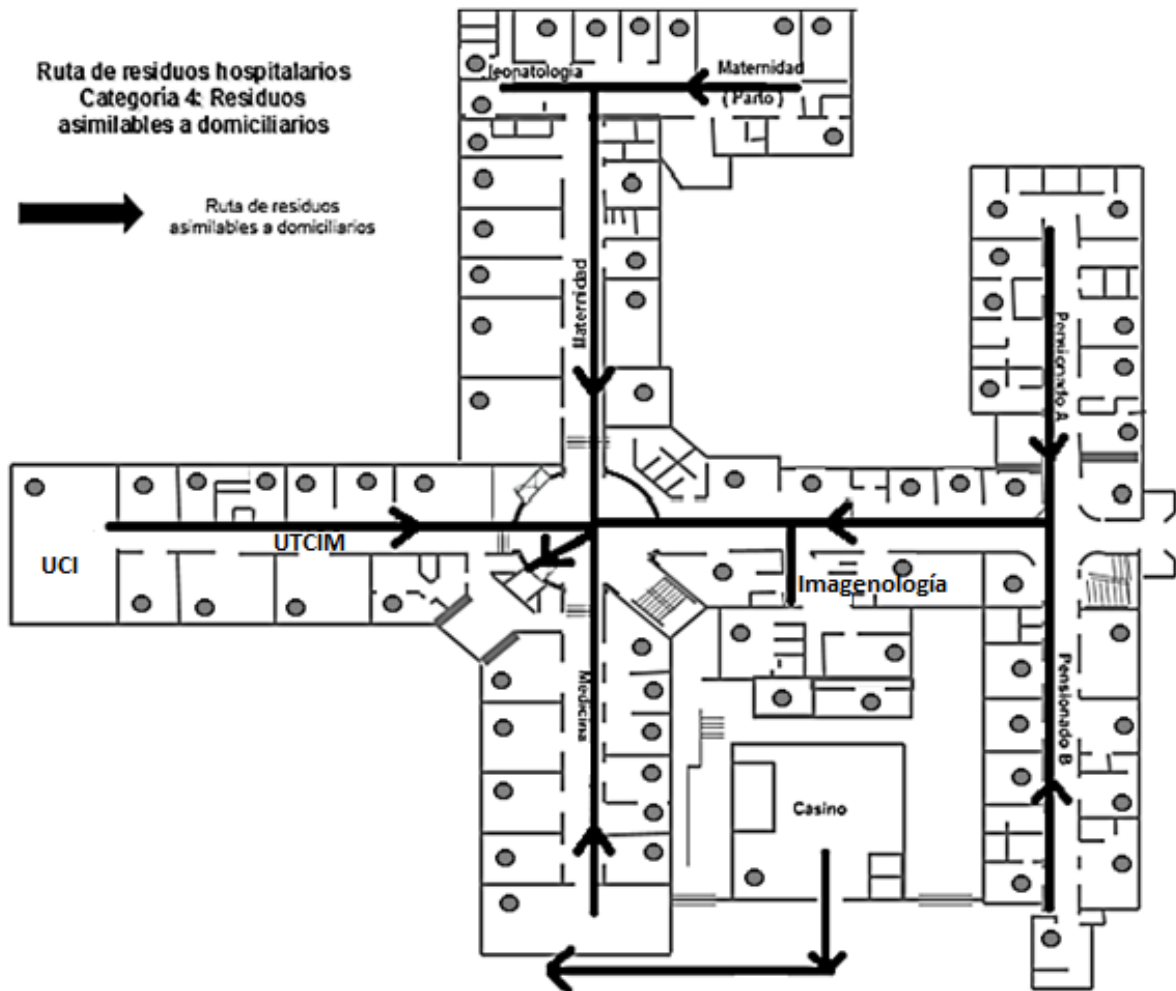 Ruta de residuos hospitalarios
Categoría 4: Residuos
asimilables a domiciliarios
Ruta de residuos
asimilables a domiciliarios
Neonatología
Maternidad
( Parto )
Maternidad
Pensionado A
UCI
UTCIM
Imagenología
Medicina
Pensionado B
Casino